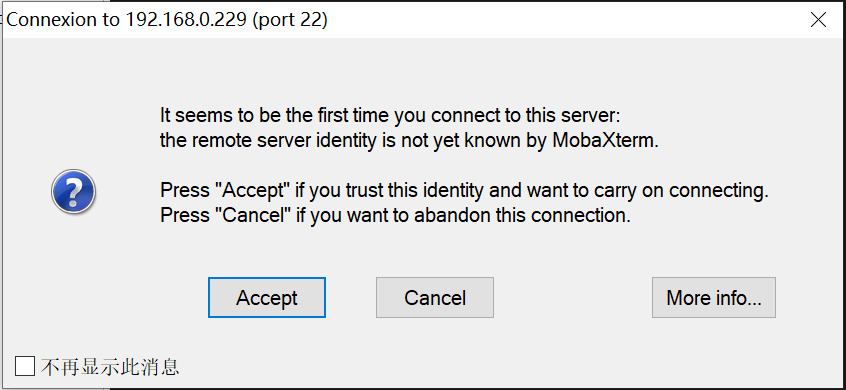 Connexion to 192.168.0.229 (port 22)
It seems to be the first time you connect to this server:
the remote server identity is not yet known by MobaXterm.
Press "Accept" if you trust this identity and want to carry on connecting.
Press "Cancel" if you want to abandon this connection.
Accept
Cancel
More info...
不再显示此消息